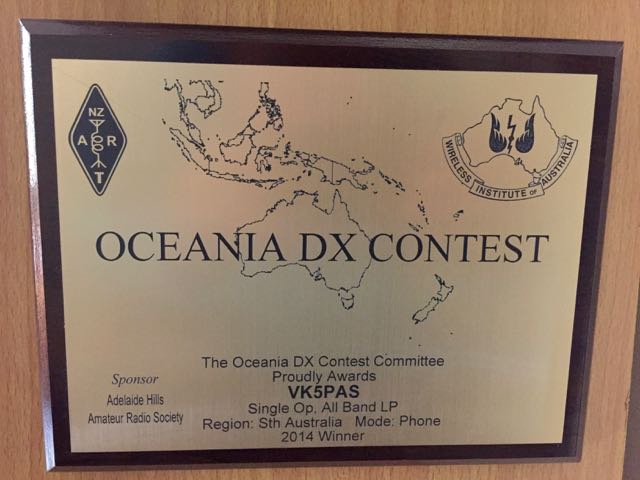 NZ
A R
T
WIRELESS INSTITUTE OF AUSTRALIA
OCEANIA DX CONTEST
The Oceania DX Contest Committee
Proudly Awards
VK5PAS
Single Op, All Band LP
Region: Sth Australia Mode: Phone
2014 Winner
Sponsor
Adelaide Hills
Amateur Radio Society